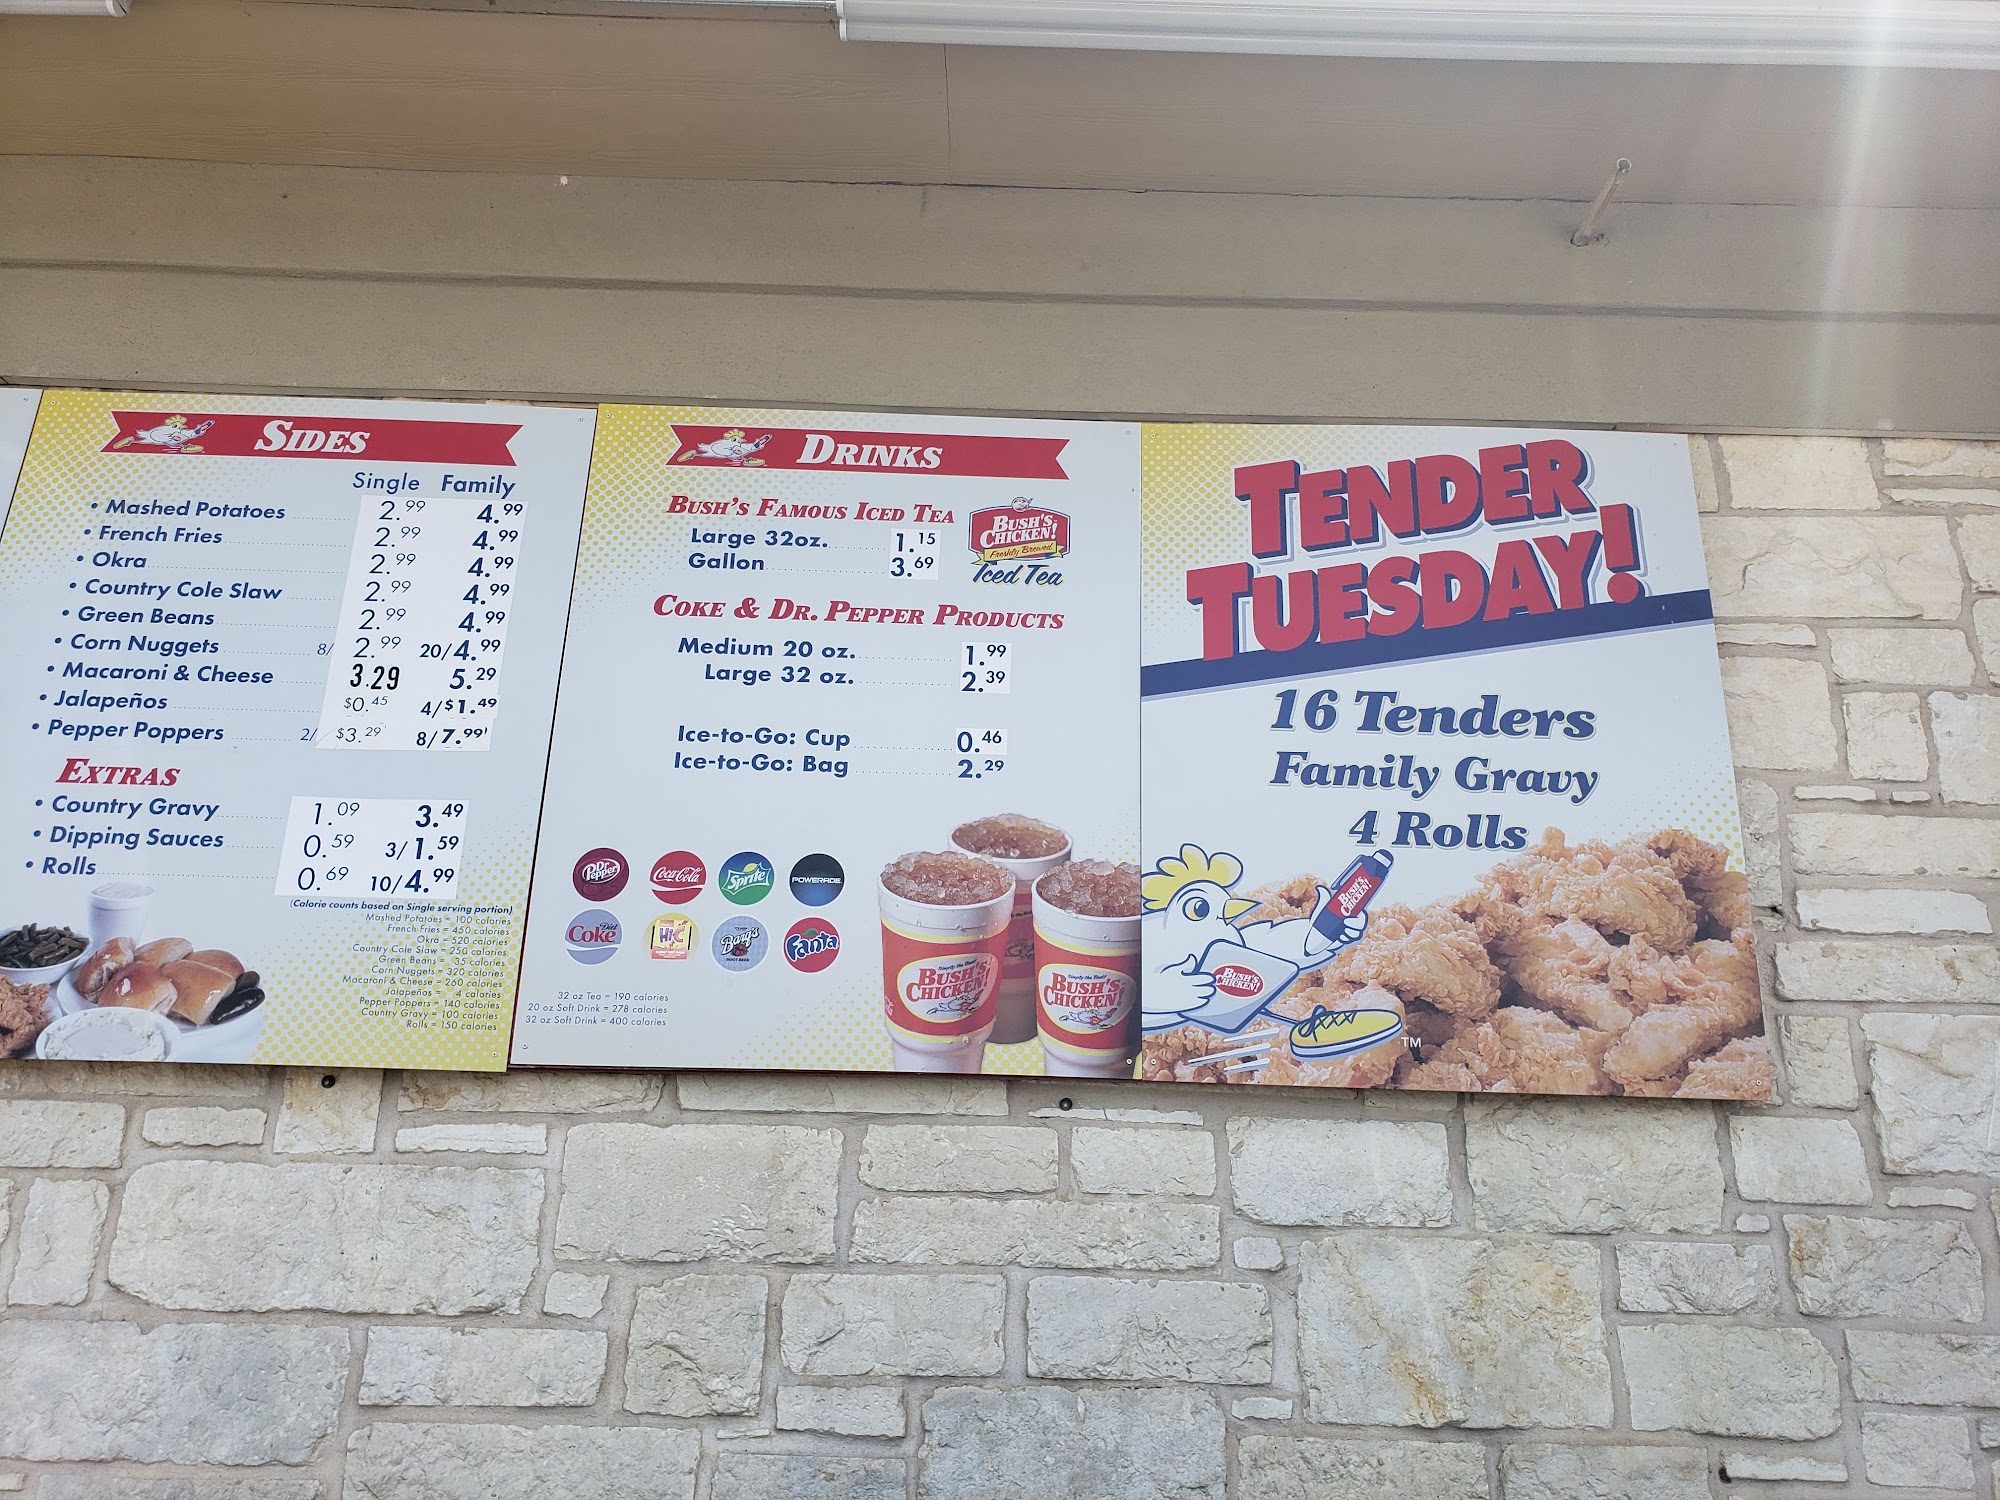 SIDES
Single Family
• Mashed Potatoes 2.99 4.99
• French Fries 2.99 4.99
• Okra 2.99 4.99
• Country Cole Slaw 2.99 4.99
• Green Beans 2.99 4.99
• Corn Nuggets 8/ 2.99 20/4.99
• Macaroni & Cheese 3.29 5.29
• Jalapeños $0.45 4/$1.49
• Pepper Poppers 2/ $3.29 8/7.99
EXTRAS
• Country Gravy 1.09 3.49
• Dipping Sauces 0.59 3/1.59
• Rolls 0.69 10/4.99
(Calorie counts based on Single serving portion)
Mashed Potatoes = 100 calories
French Fries = 450 calories
Okra = 520 calories
Country Cole Slaw = 250 calories
Green Beans = 35 calories
Corn Nuggets = 320 calories
Macaroni & Cheese = 260 calories
Jalapeños = 4 calories
Pepper Poppers = 140 calories
Country Gravy = 100 calories
Rolls = 150 calories
DRINKS
BUSH'S FAMOUS ICED TEA
Large 32oz. 1.15
Gallon 3.69
BUSH'S
CHICKEN!
Freshly Brewed
Iced Tea
COKE & DR. PEPPER PRODUCTS
Medium 20 oz. 1.99
Large 32 oz. 2.39
Ice-to-Go: Cup 0.46
Ice-to-Go: Bag 2.29
Dr Pepper
Coca-Cola
Sprite
POWERADE
Diet
Coke
Hi-C
Barq's
ROOT BEER
Fanta
32 oz Tea = 190 calories
20 oz Soft Drink = 278 calories
32 oz Soft Drink = 400 calories
Simply the Best!
BUSH'S
CHICKEN!
Simply the Best!
BUSH'S
CHICKEN!
TENDER
TUESDAY!
16 Tenders
Family Gravy
4 Rolls
BUSH'S
CHICKEN!
BUSH'S
CHICKEN!
TM